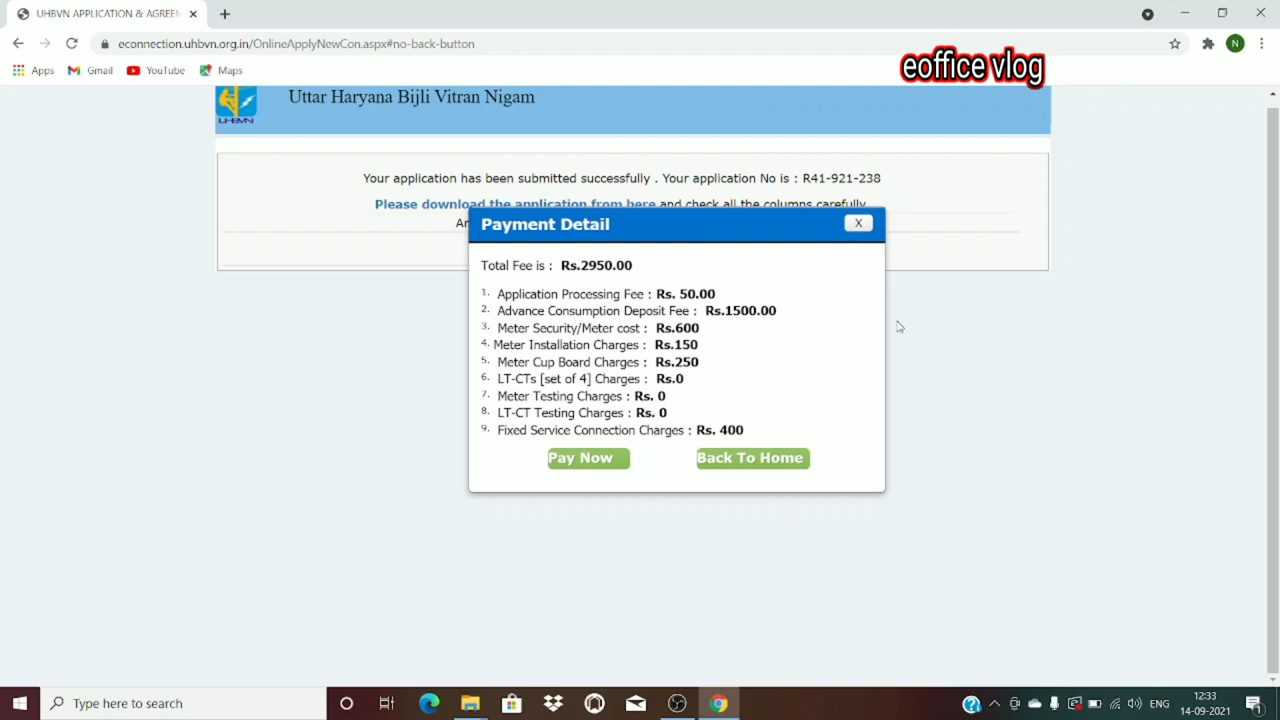 UHBVN APPLICATION & AGREEN
econnection.uhbvn.org.in/OnlineApplyNewCon.aspx#no-back-button
N
Apps
Gmail
YouTube
Maps
eoffice vlog
Uttar Haryana Bijli Vitran Nigam
Your application has been submitted successfully . Your application No is : R41-921-238
Please download the application from here and check all the columns carefully
Payment Detail
X
Total Fee is : Rs.2950.00
1. Application Processing Fee : Rs. 50.00
2. Advance Consumption Deposit Fee : Rs.1500.00
3. Meter Security/Meter cost : Rs.600
4. Meter Installation Charges : Rs.150
5. Meter Cup Board Charges : Rs.250
6. LT-CTs [set of 4] Charges : Rs.0
7. Meter Testing Charges : Rs. 0
8. LT-CT Testing Charges : Rs. 0
9. Fixed Service Connection Charges : Rs. 400
Pay Now
Back To Home
Type here to search
ENG
12:33
14-09-2021
1